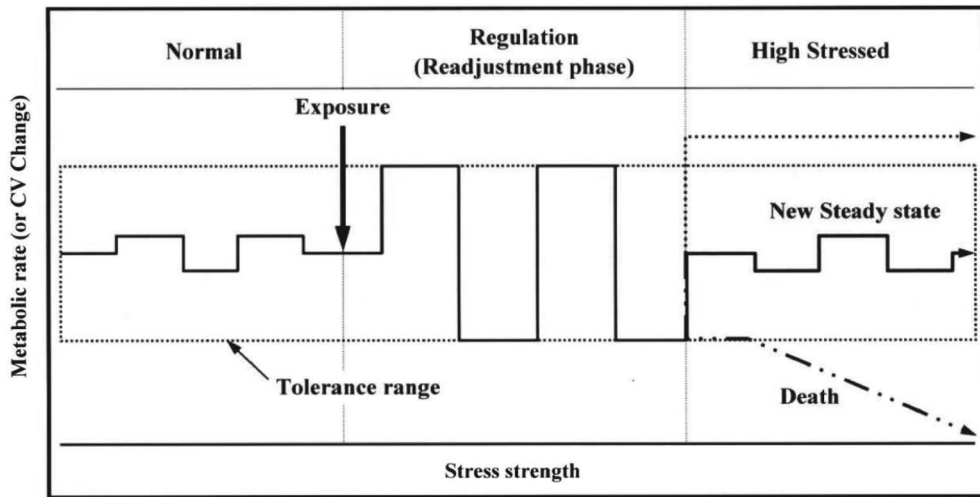 Normal
Regulation
(Readjustment phase)
High Stressed
Exposure
Metabolic rate (or CV Change)
New Steady state
Tolerance range
Death
Stress strength